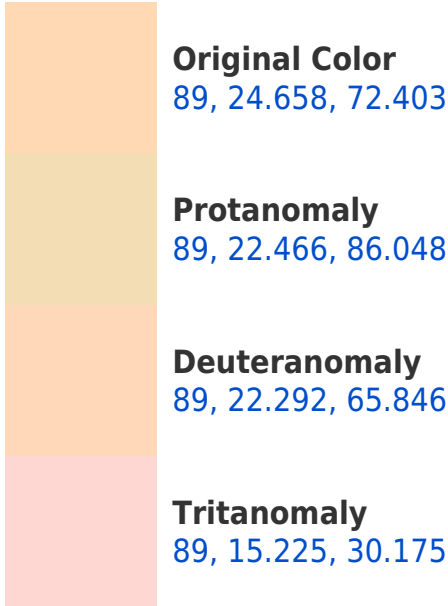 Original Color
89, 24.658, 72.403
Protanomaly
89, 22.466, 86.048
Deuteranomaly
89, 22.292, 65.846
Tritanomaly
89, 15.225, 30.175